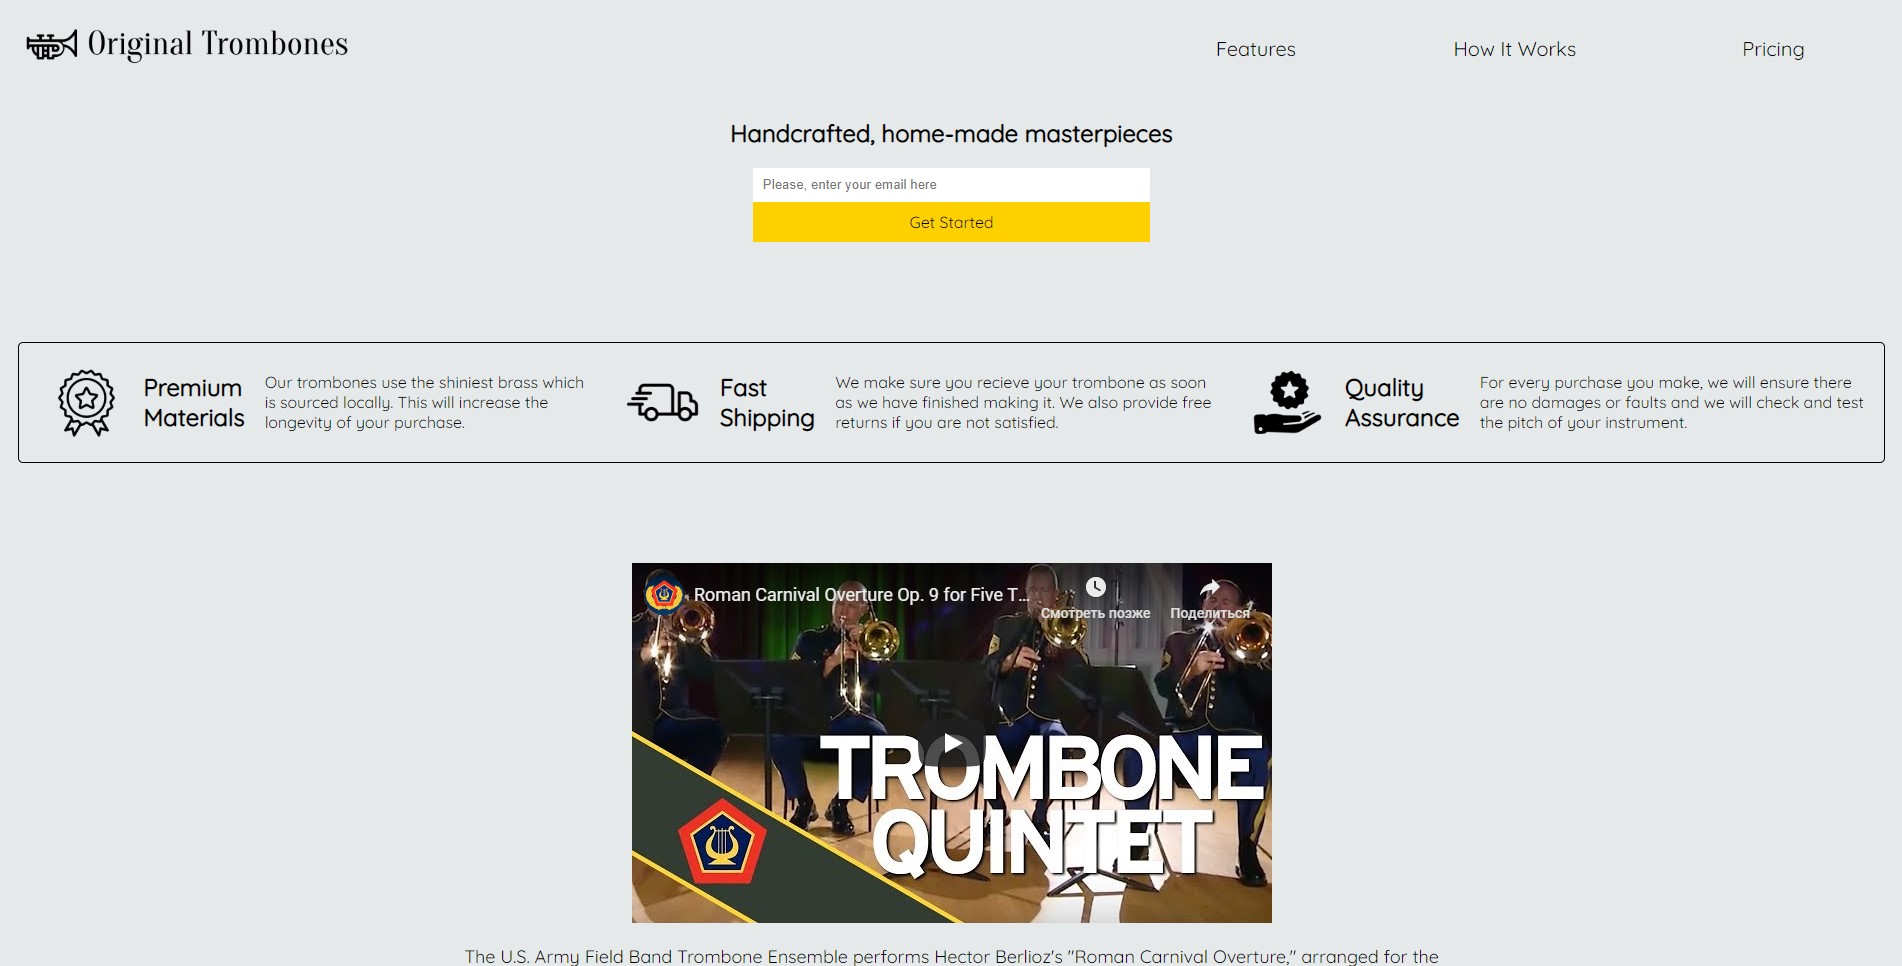 Original Trombones
Features
How It Works
Pricing
Handcrafted, home-made masterpieces
Please, enter your email here
Get Started
Premium
Materials
Our trombones use the shiniest brass which
is sourced locally. This will increase the
longevity of your purchase.
Fast
Shipping
We make sure you recieve your trombone as soon
as we have finished making it. We also provide free
returns if you are not satisfied.
Quality
Assurance
For every purchase you make, we will ensure there
are no damages or faults and we will check and test
the pitch of your instrument.
Roman Carnival Overture Op. 9 for Five T...
Смотреть позже
Поделиться
TROMBONE
QUINTET
The U.S. Army Field Band Trombone Ensemble performs Hector Berlioz's "Roman Carnival Overture," arranged for the